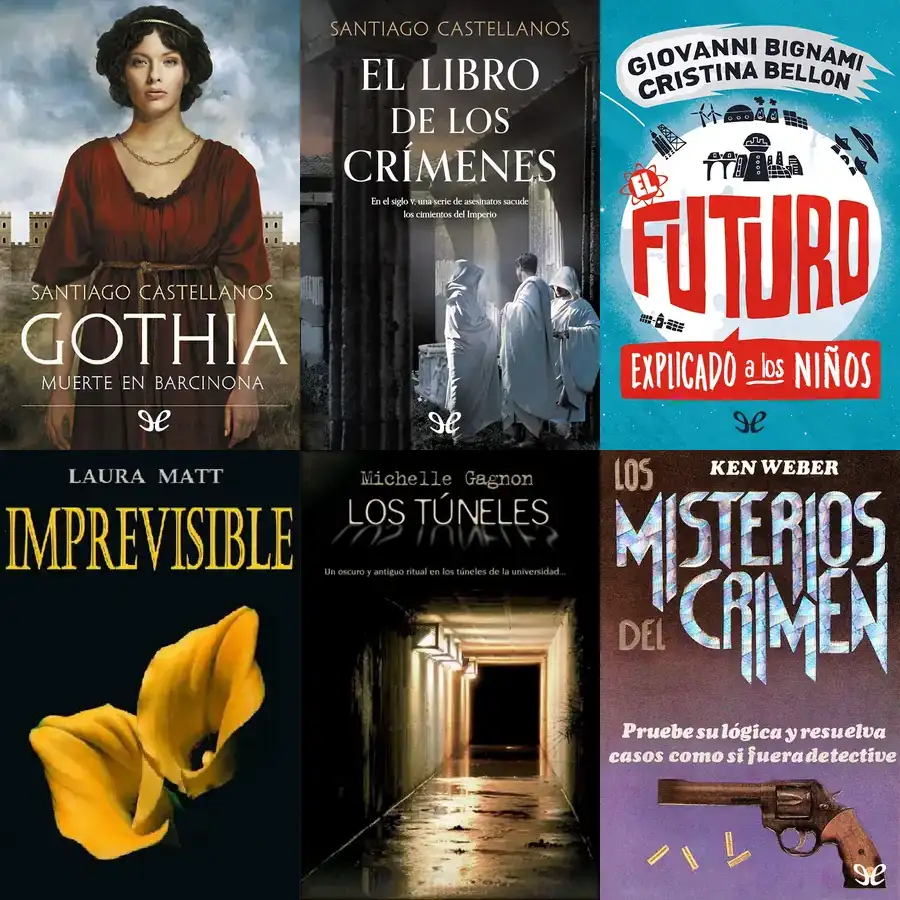 SANTIAGO CASTELLANOS
GOTHIA
MUERTE EN BARCINONA
SANTIAGO CASTELLANOS
EL LIBRO
DE LOS
CRÍMENES
En el siglo V, una serie de asesinatos sacude
los cimientos del Imperio
GIOVANNI BIGNAMI
CRISTINA BELLON
EL
FUTURO
EXPLICADO a los NIÑOS
LAURA MATT
IMPREVISIBLE
Michelle Gagnon
LOS TÚNELES
Un oscuro y antiguo ritual en los túneles de la universidad...
KEN WEBER
LOS
MISTERIOS
DEL CRIMEN
Pruebe su lógica y resuelva
casos como si fuera detective